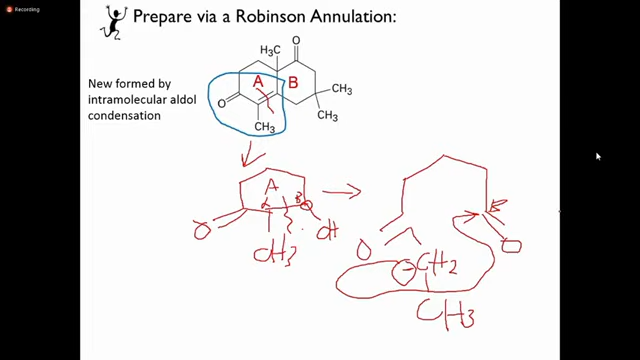 Recording
Prepare via a Robinson Annulation:
O
H₃C
A B
New formed by
intramolecular aldol
condensation
CH₃
O
CH₃
CH₃
A
α β
O
OH
CH3
O
O
CH2
CH3